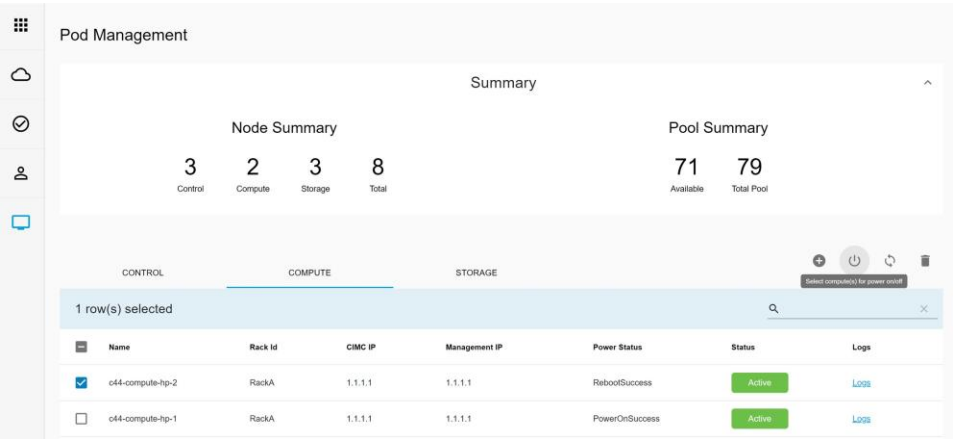 Pod Management
Summary
Node Summary
Pool Summary
3 2 3 8
71 79
Control Compute Storage Total
Available Total Pool
CONTROL COMPUTE STORAGE
Select compute(s) for power on/off
1 row(s) selected
Name Rack Id CIMC IP Management IP Power Status Status Logs
c44-compute-hp-2 RackA 1.1.1.1 1.1.1.1 RebootSuccess Active Logs
c44-compute-hp-1 RackA 1.1.1.1 1.1.1.1 PowerOnSuccess Active Logs